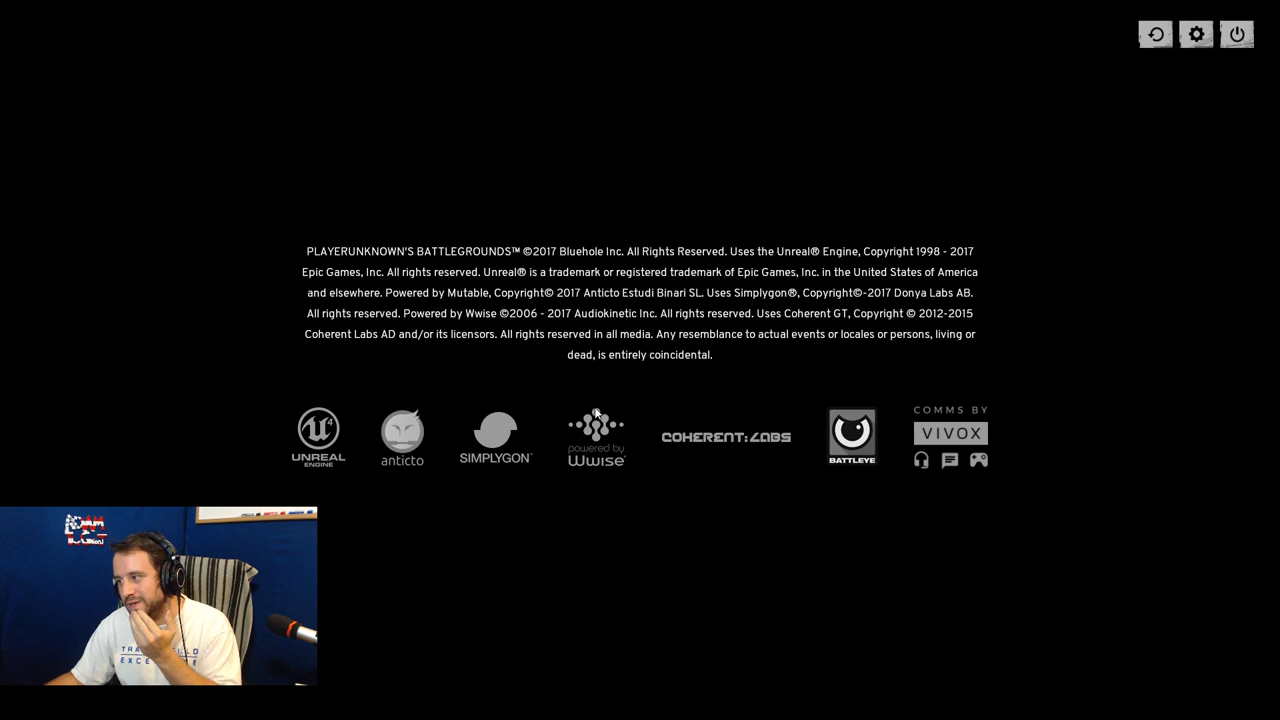 PLAYERUNKNOWN'S BATTLEGROUNDS™ ©2017 Bluehole Inc. All Rights Reserved. Uses the Unreal® Engine, Copyright 1998 - 2017
Epic Games, Inc. All rights reserved. Unreal® is a trademark or registered trademark of Epic Games, Inc. in the United States of America
and elsewhere. Powered by Mutable, Copyright© 2017 Anticto Estudi Binari SL. Uses Simplygon®, Copyright©-2017 Donya Labs AB.
All rights reserved. Powered by Wwise ©2006 - 2017 Audiokinetic Inc. All rights reserved. Uses Coherent GT, Copyright © 2012-2015
Coherent Labs AD and/or its licensors. All rights reserved in all media. Any resemblance to actual events or locales or persons, living or
dead, is entirely coincidental.
4
UNREAL
ENGINE
anticto
SIMPLYGON™
powered by
Wwise
COHERENT:LABS
BATTLEYE
COMMS BY
VIVOX